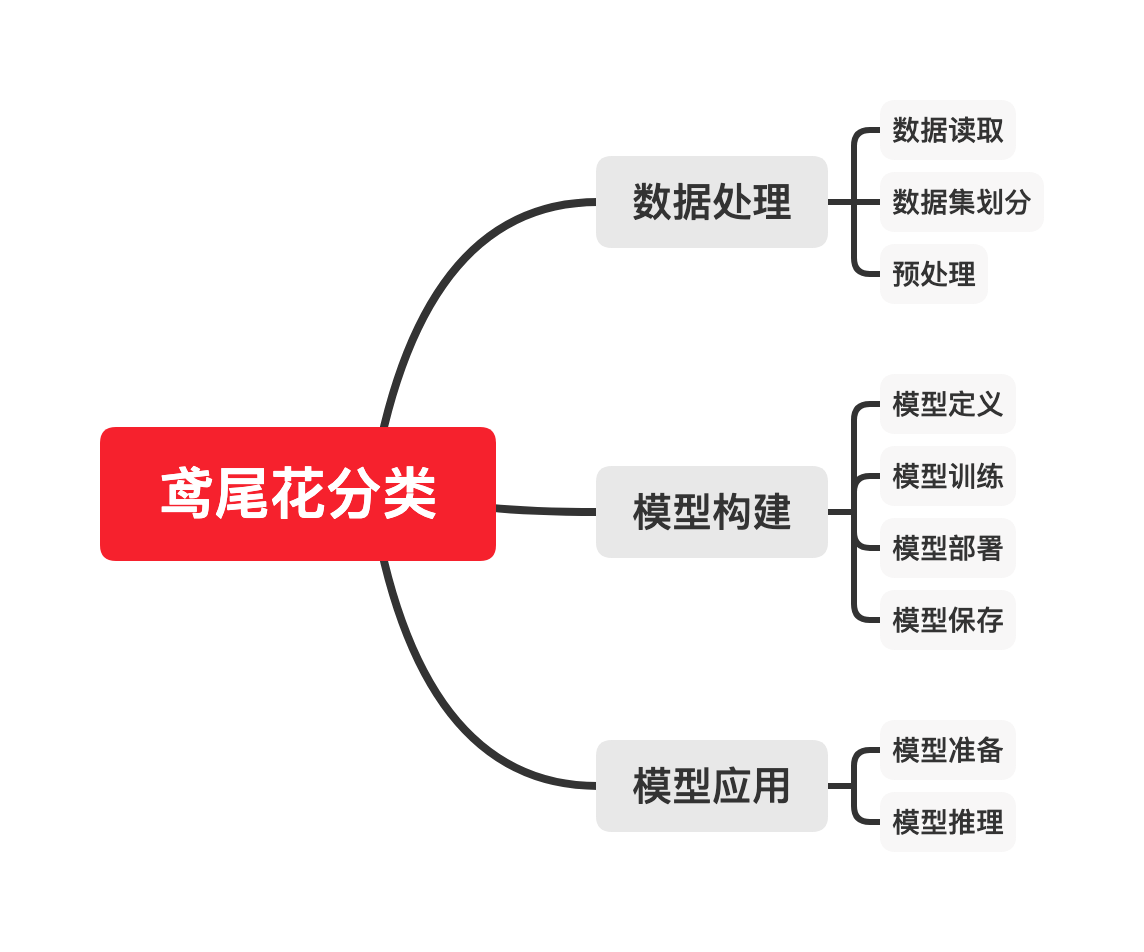 鸢尾花分类
数据处理
数据读取
数据集划分
预处理
模型构建
模型定义
模型训练
模型部署
模型保存
模型应用
模型准备
模型推理